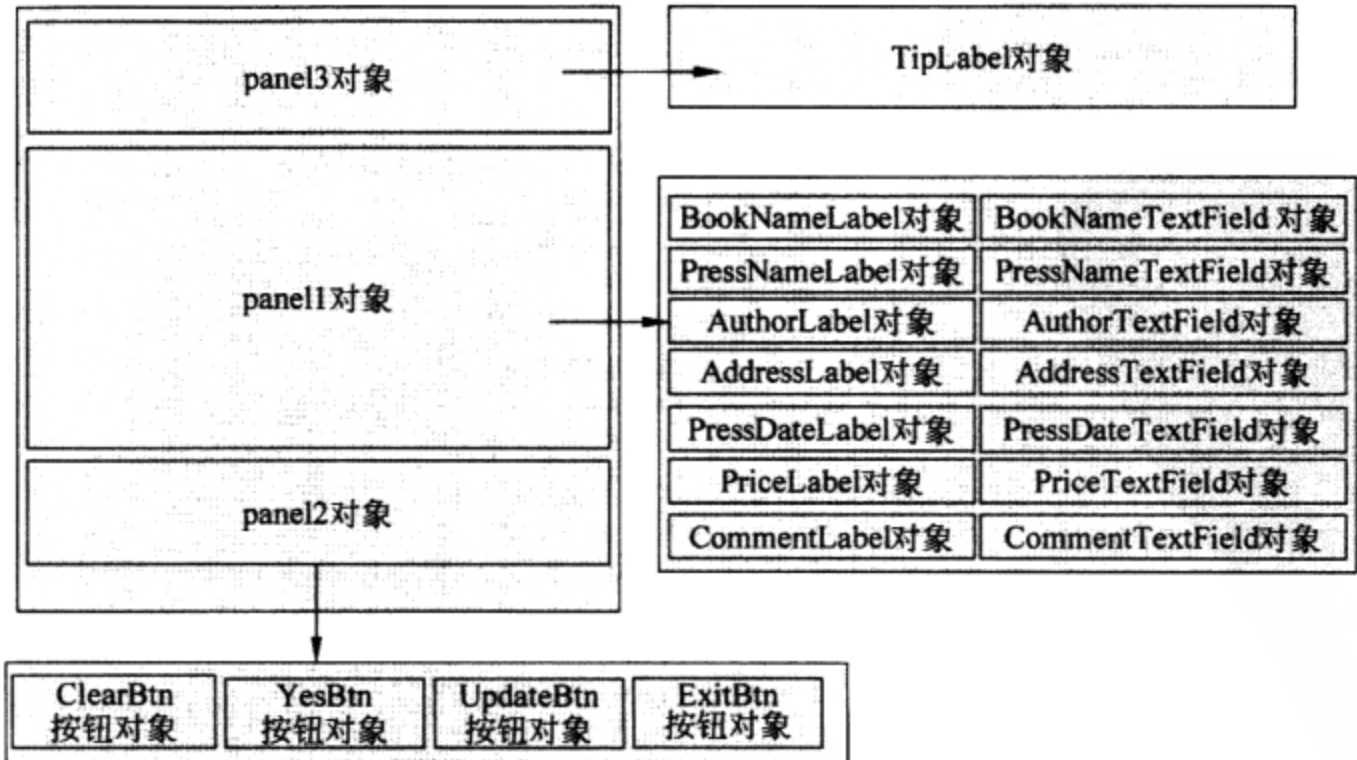 panel3对象
TipLabel对象
panel1对象
BookNameLabel对象 BookNameTextField 对象
PressNameLabel对象 PressNameTextField对象
AuthorLabel对象 AuthorTextField对象
AddressLabel对象 AddressTextField对象
PressDateLabel对象 PressDateTextField对象
PriceLabel对象 PriceTextField对象
CommentLabel对象 CommentTextField对象
panel2对象
ClearBtn
按钮对象
YesBtn
按钮对象
UpdateBtn
按钮对象
ExitBtn
按钮对象